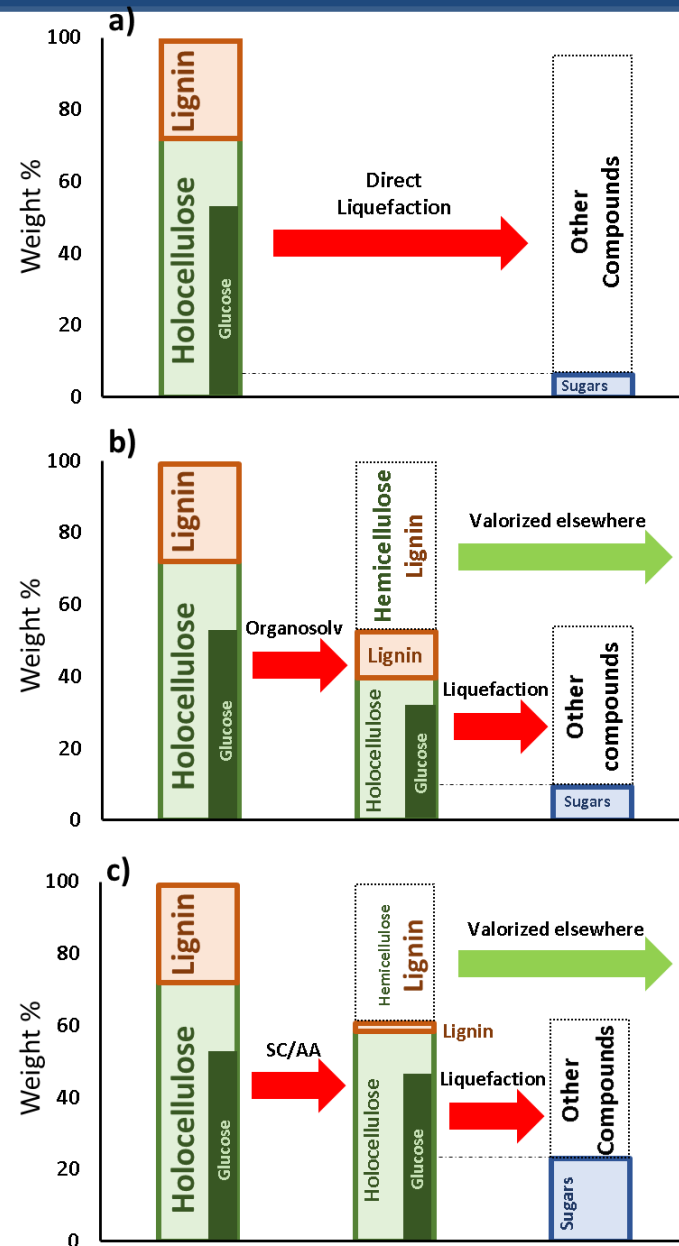 a)
100
80
60
40
20
0
Weight %
Lignin
Holocellulose
Glucose
Direct
Liquefaction
Other
Compounds
Sugars
b)
100
80
60
40
20
0
Weight %
Lignin
Holocellulose
Glucose
Organosolv
Hemicellulose
Lignin
Lignin
Holocellulose
Glucose
Valorized elsewhere
Liquefaction
Other
compounds
Sugars
c)
100
80
60
40
20
0
Weight %
Lignin
Holocellulose
Glucose
SC/AA
Hemicellulose
Lignin
Lignin
Holocellulose
Glucose
Valorized elsewhere
Liquefaction
Other
Compounds
Sugars